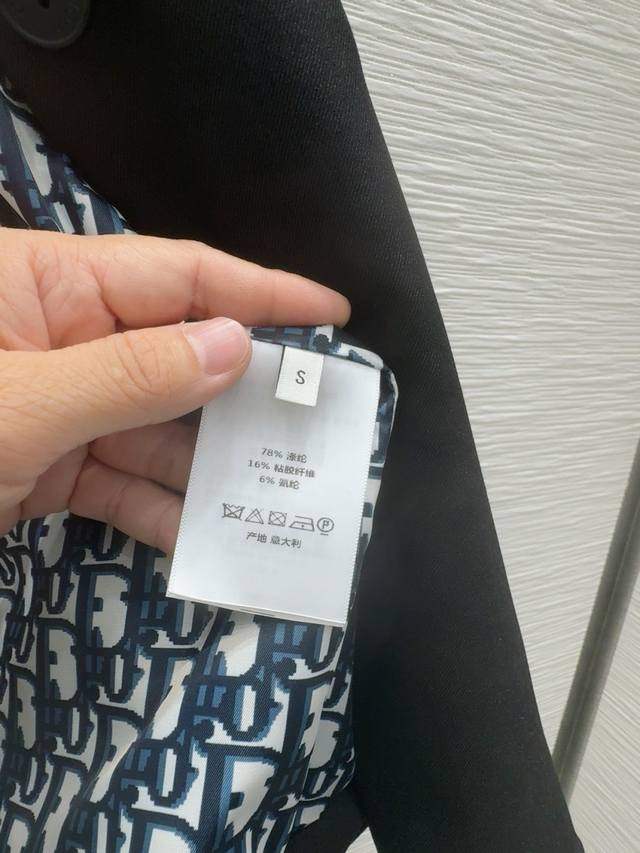 S
78% 涤纶
16% 粘胶纤维
6% 氨纶
P
产地 意大利